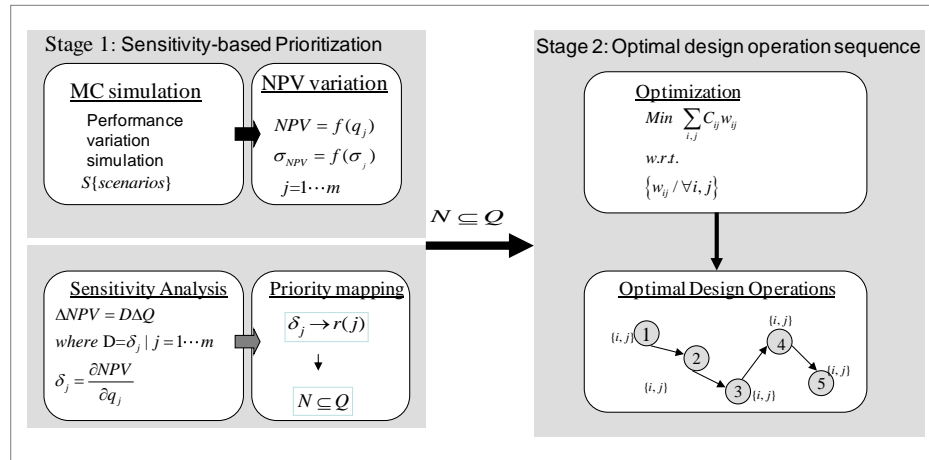 Stage 1: Sensitivity-based Prioritization
MC simulation
Performance
variation
simulation
S{scenarios}
NPV variation
NPV = f(q_j)
σ_NPV = f(σ_j)
j=1⋯m
Sensitivity Analysis
ΔNPV = DΔQ
where D=δ_j | j = 1⋯m
δ_j = ∂NPV / ∂q_j
Priority mapping
δ_j → r(j)
N ⊆ Q
N ⊆ Q
Stage 2: Optimal design operation sequence
Optimization
Min ∑_{i,j} C_ij w_ij
w.r.t.
{w_ij / ∀i, j}
Optimal Design Operations
{i, j} 1
2 {i, j}
3 {i, j}
{i, j} 4
5 {i, j}